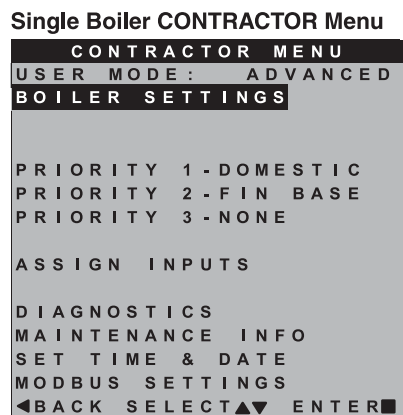 Single Boiler CONTRACTOR Menu
CONTRACTOR MENU
USER MODE: ADVANCED
BOILER SETTINGS
PRIORITY 1-DOMESTIC
PRIORITY 2-FIN BASE
PRIORITY 3-NONE
ASSIGN INPUTS
DIAGNOSTICS
MAINTENANCE INFO
SET TIME & DATE
MODBUS SETTINGS
◀BACK SELECT▲▼ ENTER■